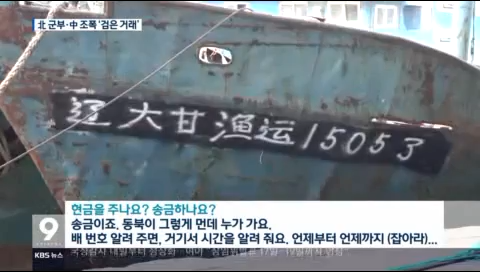 北 군부·中 조폭 '검은 거래'
辽大甘漁运15053
현금을 주나요? 송금하나요?
송금이죠. 동북이 그렇게 먼데 누가 가요.
배 번호 알려 주면, 거기서 시간을 알려 줘요. 언제부터 언제까지 (잡아라)...
9
KBS 뉴스